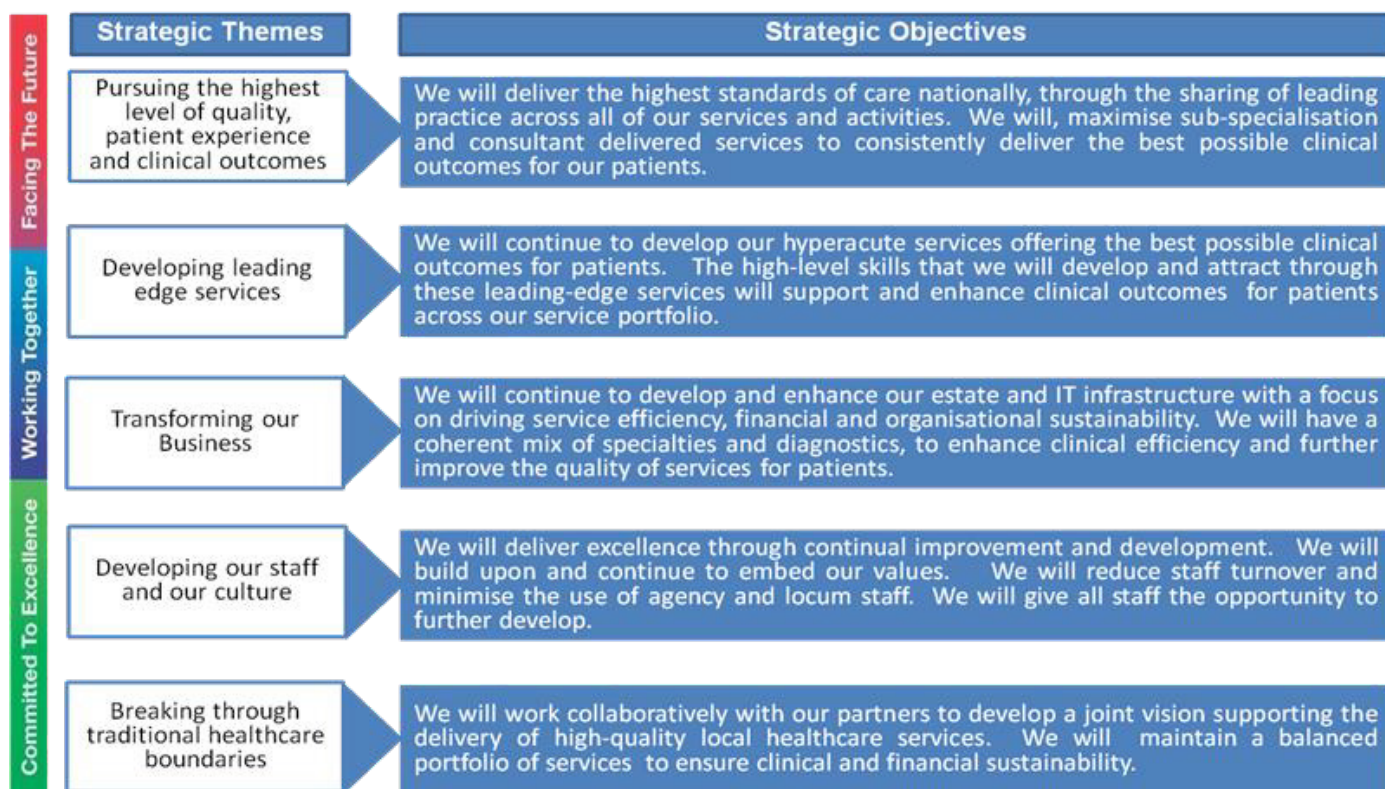 Strategic Themes
Strategic Objectives
Facing The Future
Working Together
Committed To Excellence
Pursuing the highest
level of quality,
patient experience
and clinical outcomes
We will deliver the highest standards of care nationally, through the sharing of leading
practice across all of our services and activities. We will, maximise sub-specialisation
and consultant delivered services to consistently deliver the best possible clinical
outcomes for our patients.
Developing leading
edge services
We will continue to develop our hyperacute services offering the best possible clinical
outcomes for patients. The high-level skills that we will develop and attract through
these leading-edge services will support and enhance clinical outcomes for patients
across our service portfolio.
Transforming our
Business
We will continue to develop and enhance our estate and IT infrastructure with a focus
on driving service efficiency, financial and organisational sustainability. We will have a
coherent mix of specialties and diagnostics, to enhance clinical efficiency and further
improve the quality of services for patients.
Developing our staff
and our culture
We will deliver excellence through continual improvement and development. We will
build upon and continue to embed our values. We will reduce staff turnover and
minimise the use of agency and locum staff. We will give all staff the opportunity to
further develop.
Breaking through
traditional healthcare
boundaries
We will work collaboratively with our partners to develop a joint vision supporting the
delivery of high-quality local healthcare services. We will maintain a balanced
portfolio of services to ensure clinical and financial sustainability.